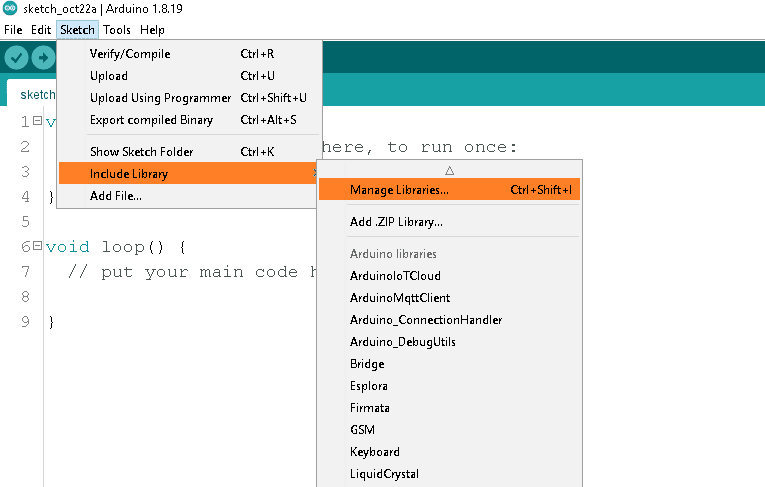 sketch_oct22a | Arduino 1.8.19
File Edit Sketch Tools Help
Verify/Compile Ctrl+R
Upload Ctrl+U
Upload Using Programmer Ctrl+Shift+U
Export compiled Binary Ctrl+Alt+S
Show Sketch Folder Ctrl+K
Include Library
Add File...
Manage Libraries... Ctrl+Shift+I
Add .ZIP Library...
Arduino libraries
ArduinoIoTCloud
ArduinoMqttClient
Arduino_ConnectionHandler
Arduino_DebugUtils
Bridge
Esplora
Firmata
GSM
Keyboard
LiquidCrystal
sketch
1 v
2 here, to run once:
3
4 }
5
6 void loop() {
7 // put your main code h
8
9 }